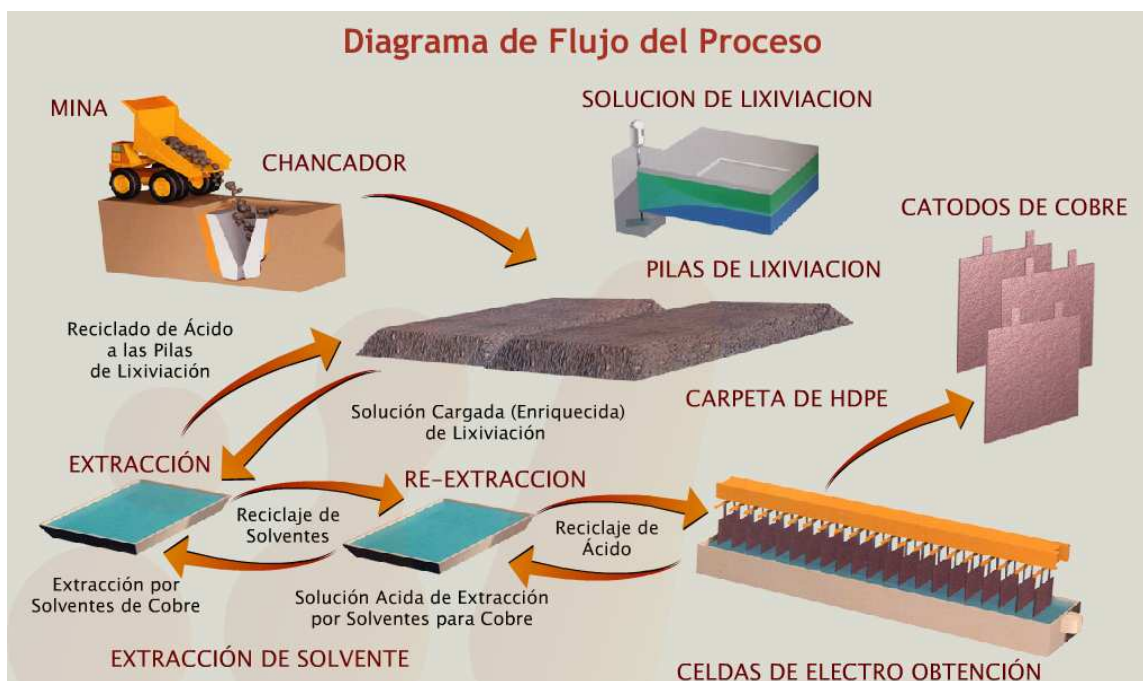 Diagrama de Flujo del Proceso
MINA
SOLUCION DE LIXIVIACION
CHANCADOR
CATODOS DE COBRE
PILAS DE LIXIVIACION
Reciclado de Ácido
a las Pilas
de Lixiviación
CARPETA DE HDPE
Solución Cargada (Enriquecida)
de Lixiviación
EXTRACCIÓN
RE-EXTRACCION
Reciclaje de
Solventes
Reciclaje de
Ácido
Extracción por
Solventes de Cobre
Solución Acida de Extracción
por Solventes para Cobre
EXTRACCIÓN DE SOLVENTE
CELDAS DE ELECTRO OBTENCIÓN